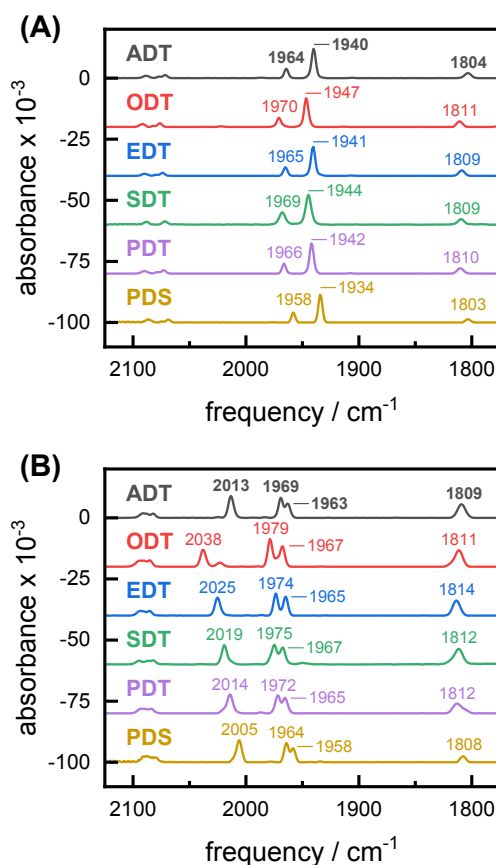 (A)
ADT
1964
1940
1804
ODT
1970
1947
1811
EDT
1965
1941
1809
SDT
1969
1944
1809
PDT
1966
1942
1810
PDS
1958
1934
1803
0
-25
-50
-75
-100
absorbance x 10⁻³
2100 2000 1900 1800
frequency / cm⁻¹
(B)
ADT
2013
1969
1963
1809
ODT
2038
1979
1967
1811
EDT
2025
1974
1965
1814
SDT
2019
1975
1967
1812
PDT
2014
1972
1965
1812
PDS
2005
1964
1958
1808
0
-25
-50
-75
-100
absorbance x 10⁻³
2100 2000 1900 1800
frequency / cm⁻¹